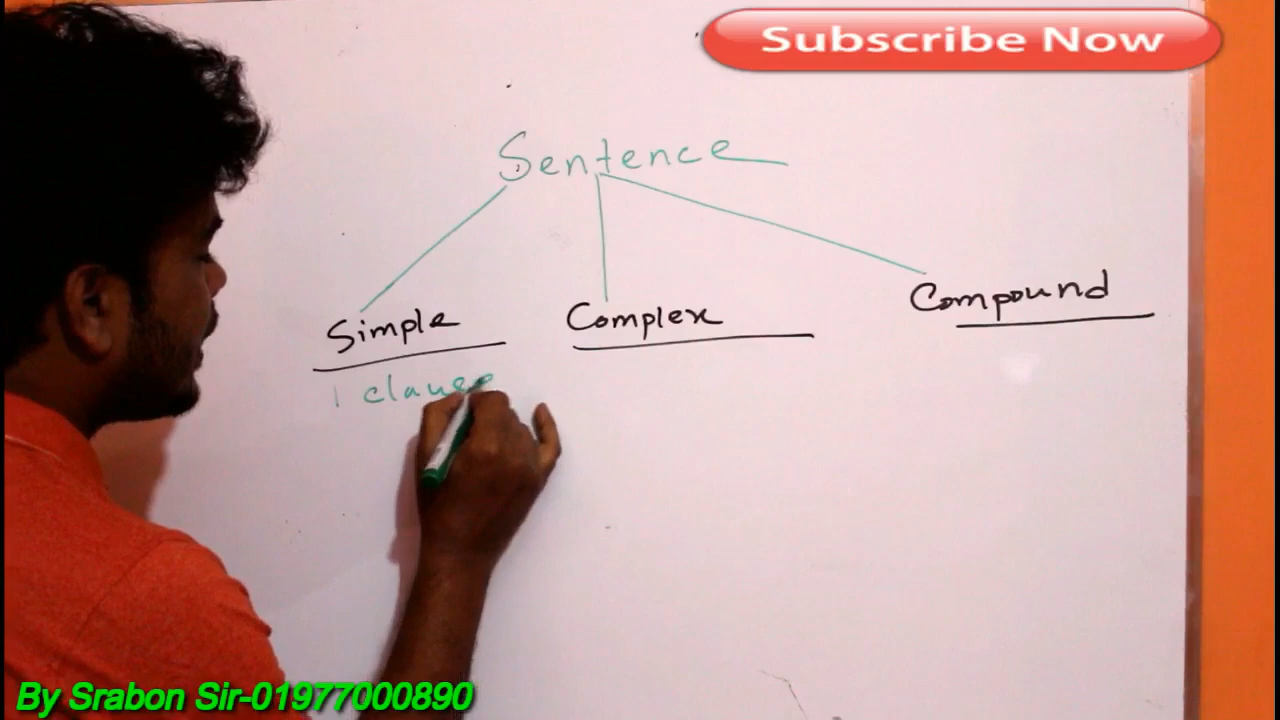 Subscribe Now
Sentence
Simple Complex Compound
1 clause
By Srabon Sir-01977000890